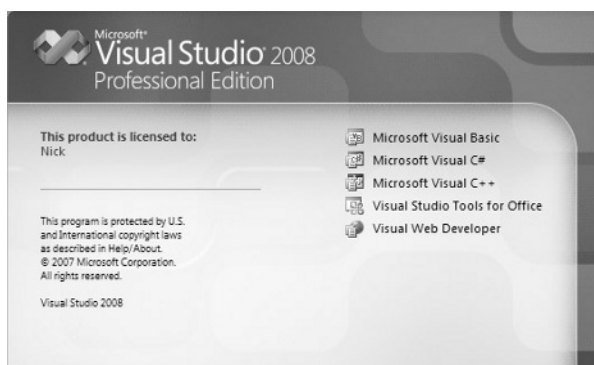 Microsoft®
Visual Studio® 2008
Professional Edition
This product is licensed to:
Nick
This program is protected by U.S.
and International copyright laws
as described in Help/About.
© 2007 Microsoft Corporation.
All rights reserved.
Visual Studio 2008
Microsoft Visual Basic
Microsoft Visual C#
Microsoft Visual C++
Visual Studio Tools for Office
Visual Web Developer